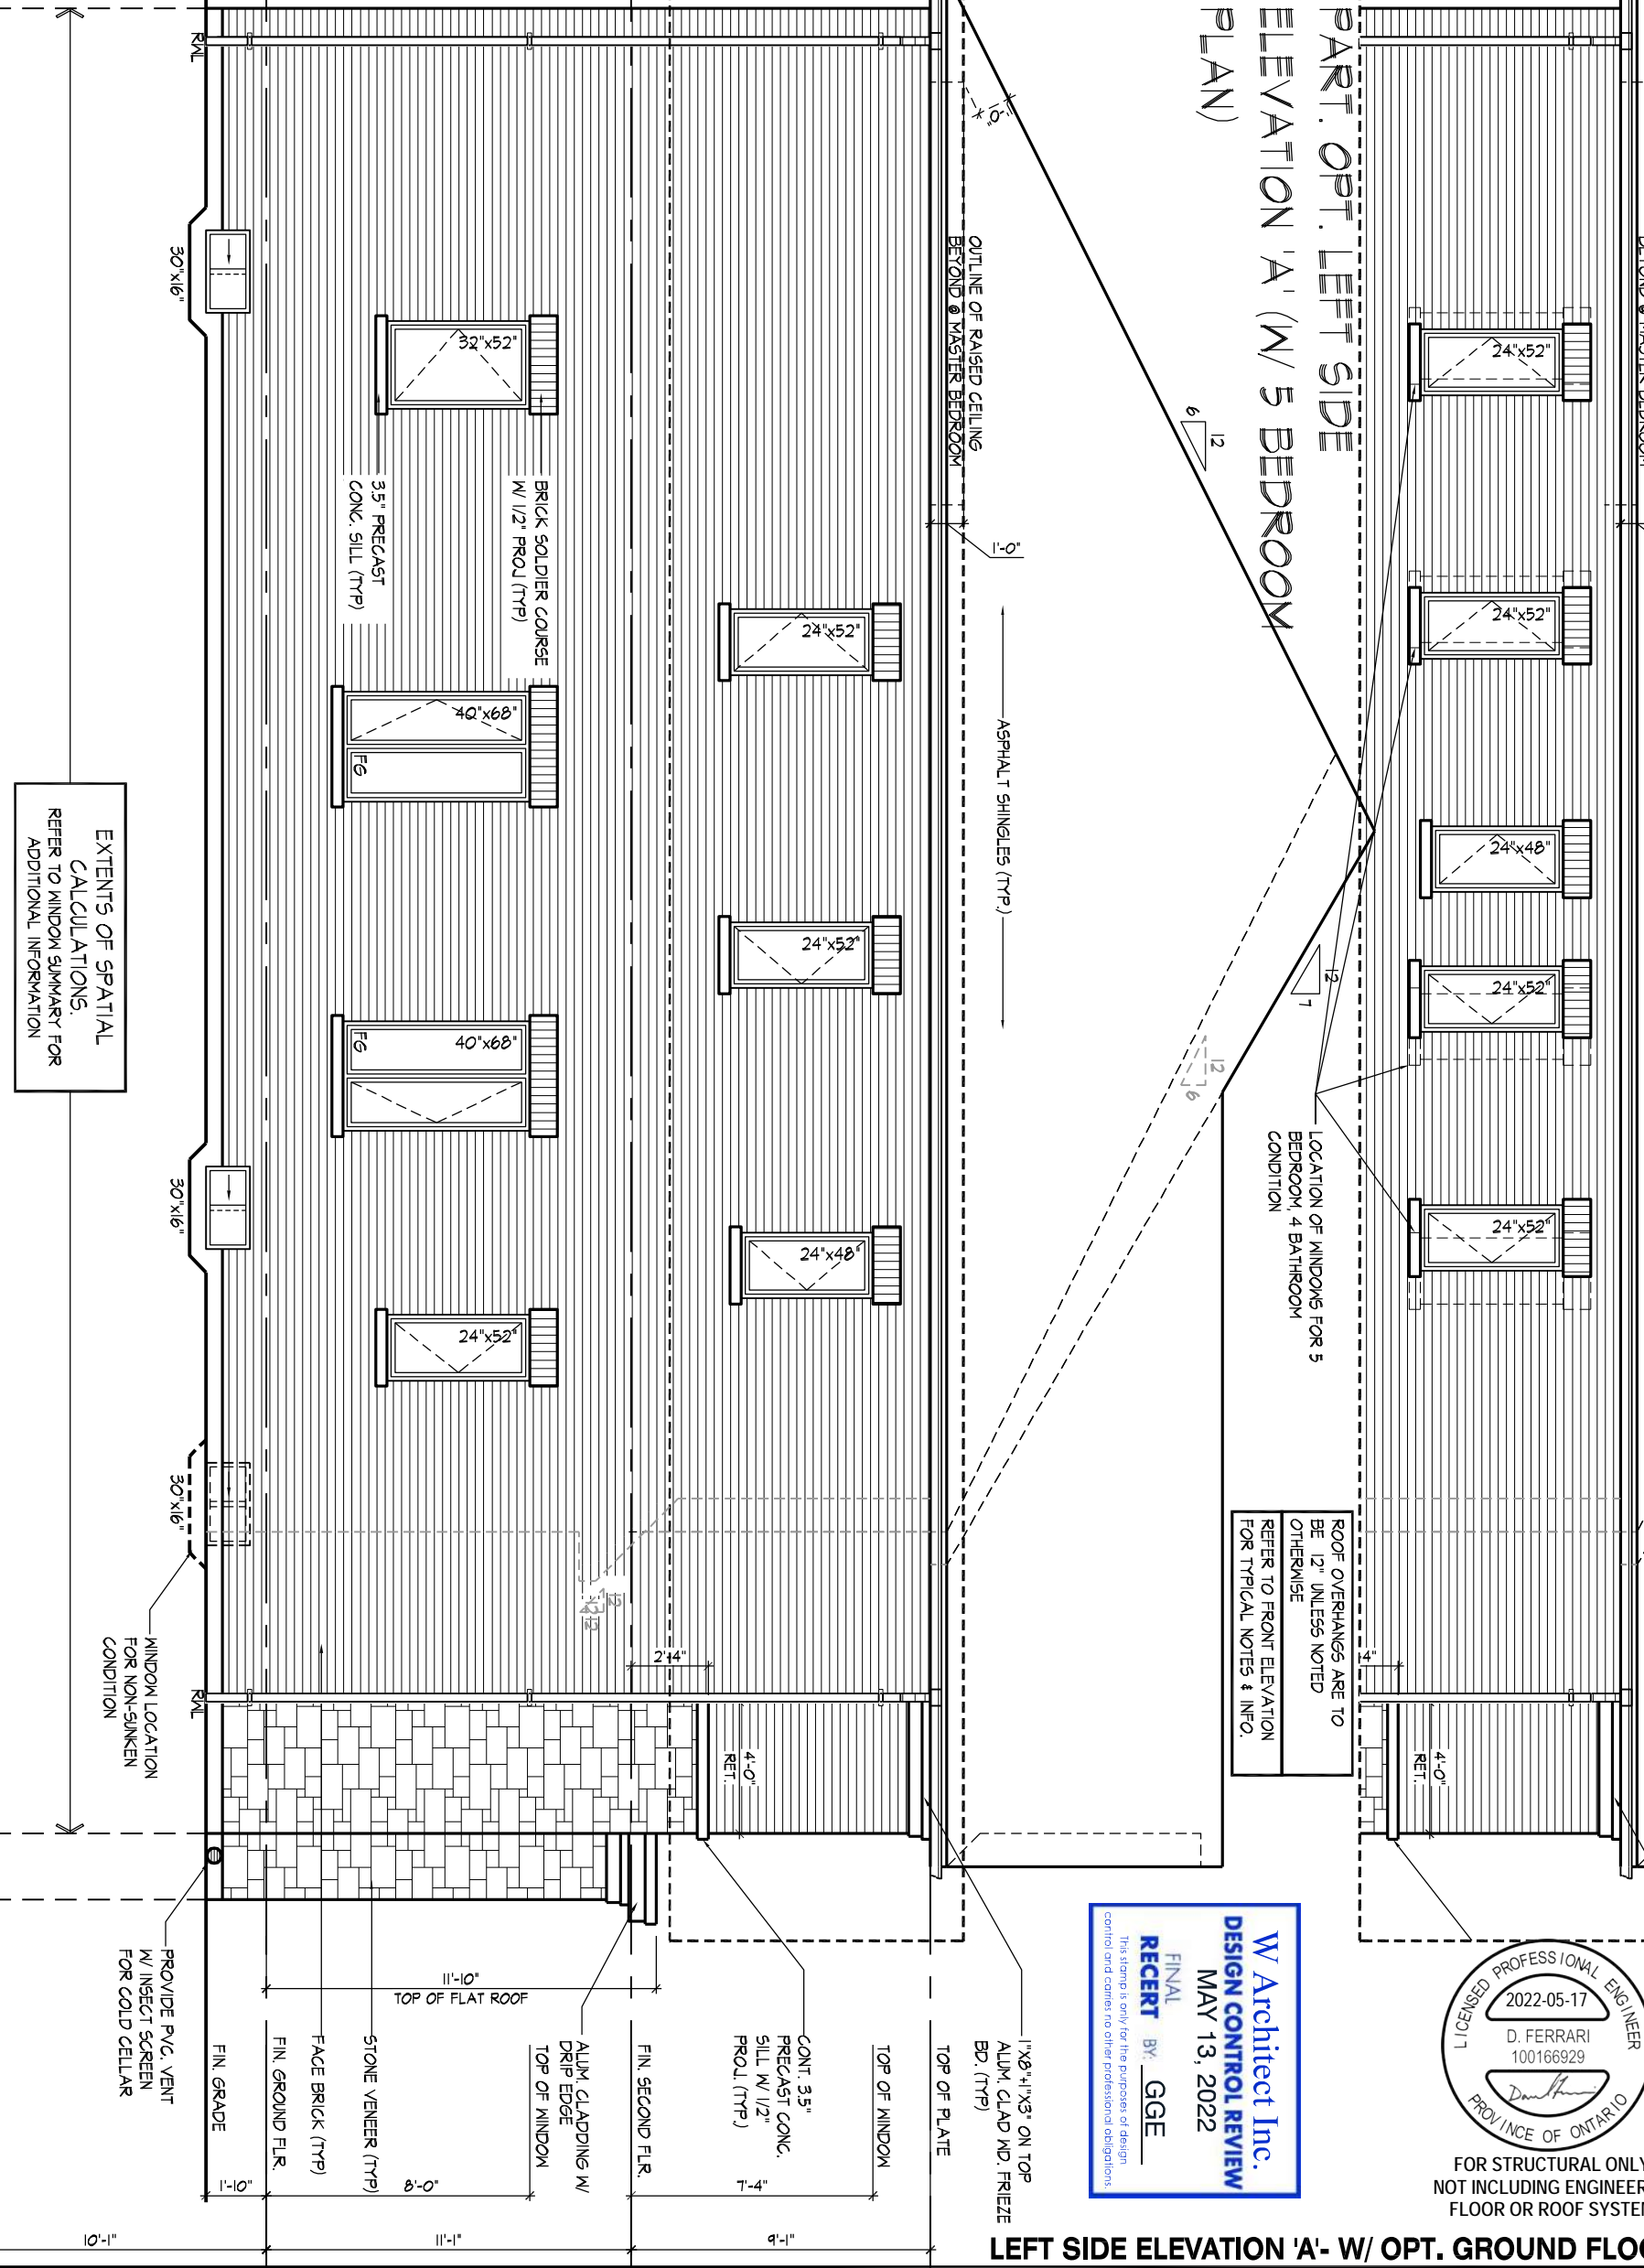 PART. OPT. LEFT SIDE
ELEVATION 'A' (W/ 5 BEDROOM
PLAN)
24"x52"
24"x52"
24"x48"
24"x52"
24"x52"
LOCATION OF WINDOWS FOR 5
BEDROOM, 4 BATHROOM
CONDITION
4'-0"
RET.
ROOF OVERHANGS ARE TO
BE 12" UNLESS NOTED
OTHERWISE
REFER TO FRONT ELEVATION
FOR TYPICAL NOTES & INFO.
12
6
12
7
12
6
OUTLINE OF RAISED CEILING
BEYOND @ MASTER BEDROOM
1'-0"
ASPHALT SHINGLES (TYP.)
24"x52"
24"x52"
24"x48"
32"x52"
40"x68"
FG
40"x68"
FG
24"x52"
BRICK SOLDIER COURSE
W/ 1/2" PROJ (TYP)
3.5" PRECAST
CONC. SILL (TYP)
RWL
RWL
30"x16"
30"x16"
30"x16"
12
12
2'-4"
4'-0"
RET.
WINDOW LOCATION
FOR NON-SUNKEN
CONDITION
EXTENTS OF SPATIAL
CALCULATIONS.
REFER TO WINDOW SUMMARY FOR
ADDITIONAL INFORMATION
1"X8"+1"X3" ON TOP
ALUM. CLAD WD. FRIEZE
BD. (TYP)
TOP OF PLATE
TOP OF WINDOW
CONT. 3.5"
PRECAST CONC.
SILL W/ 1/2"
PROJ. (TYP.)
FIN. SECOND FLR.
ALUM. CLADDING W/
DRIP EDGE
TOP OF WINDOW
11'-10"
TOP OF FLAT ROOF
STONE VENEER (TYP)
FACE BRICK (TYP)
FIN. GROUND FLR.
FIN. GRADE
PROVIDE PVC. VENT
W/ INSECT SCREEN
FOR COLD CELLAR
7'-4"
8'-0"
1'-10"
9'-1"
11'-1"
10'-1"
W Architect Inc.
DESIGN CONTROL REVIEW
MAY 13, 2022
FINAL
RECERT BY: GGE
This stamp is only for the purposes of design
control and carries no other professional obligations.
LICENSED PROFESSIONAL ENGINEER
2022-05-17
D. FERRARI
100166929
PROVINCE OF ONTARIO
FOR STRUCTURAL ONLY
NOT INCLUDING ENGINEER
FLOOR OR ROOF SYSTEM
LEFT SIDE ELEVATION 'A'- W/ OPT. GROUND FLOO